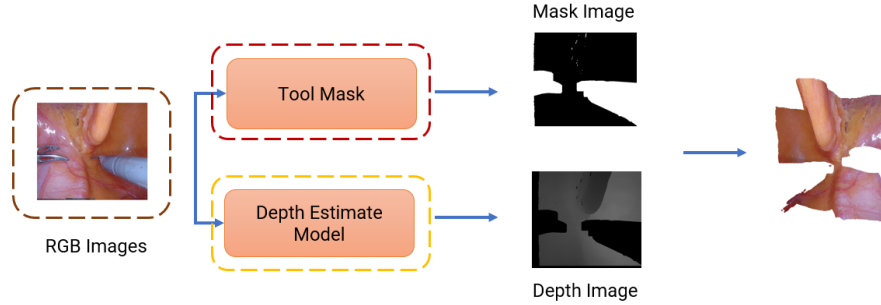 Mask Image
Tool Mask
RGB Images
Depth Estimate
Model
Depth Image